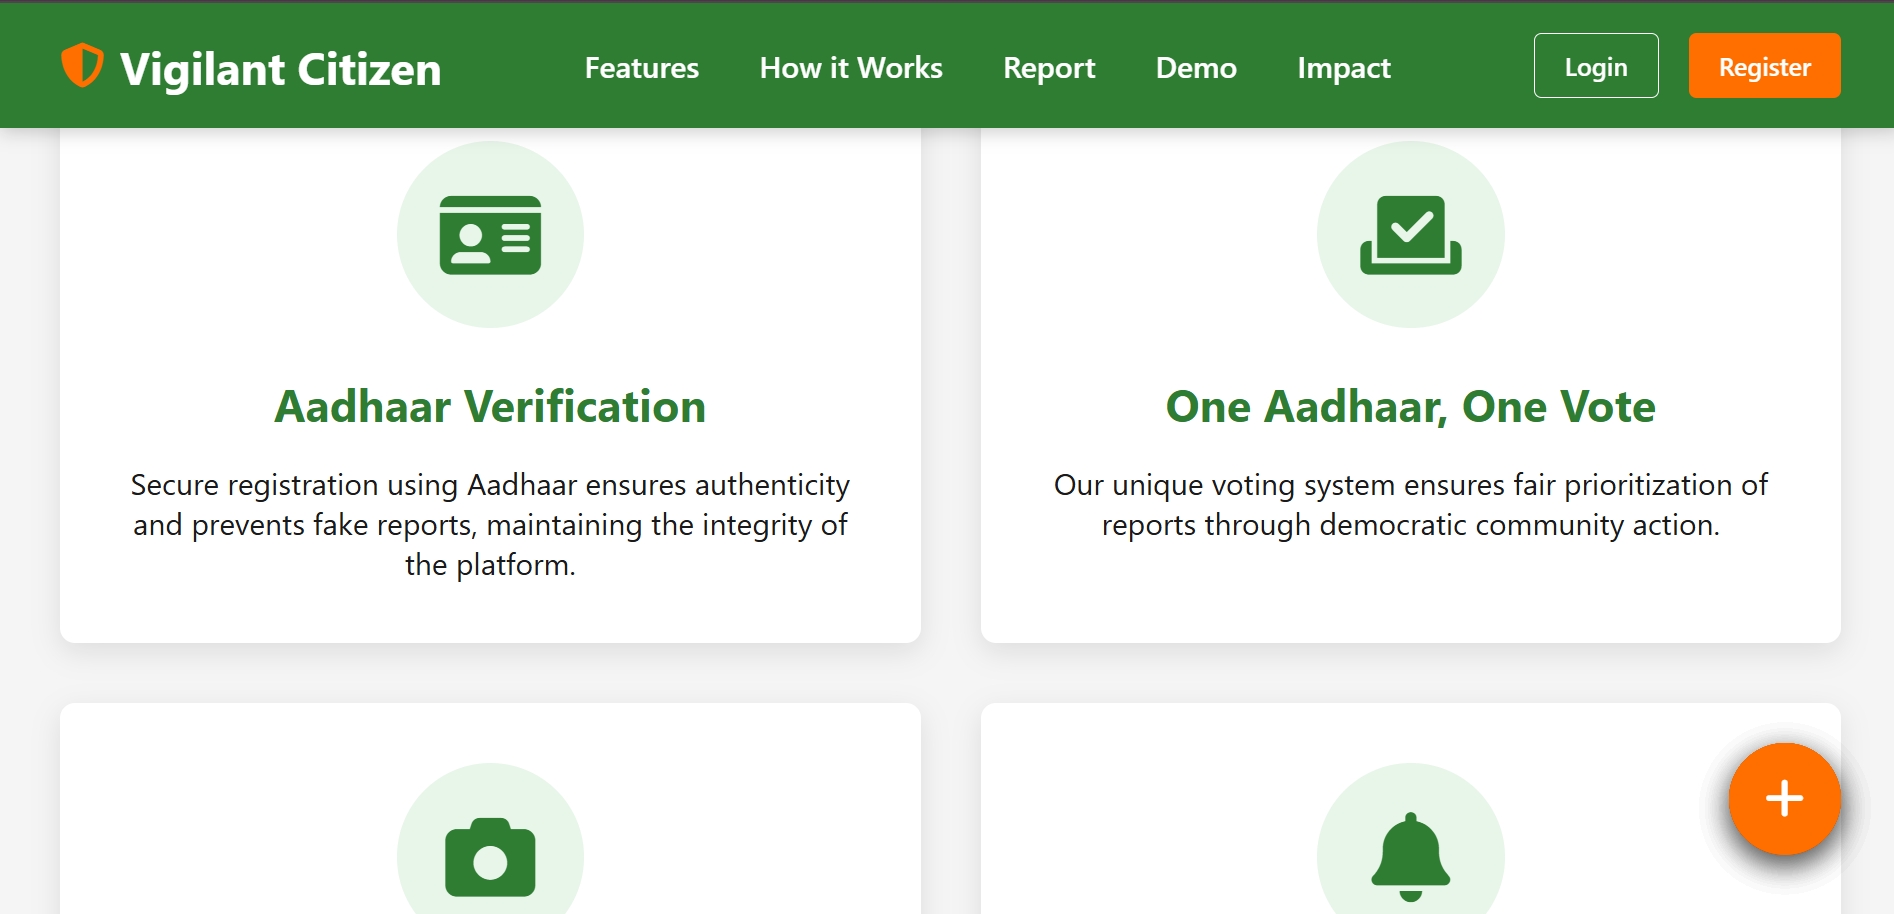 Vigilant Citizen
Features
How it Works
Report
Demo
Impact
Login
Register
Aadhaar Verification
Secure registration using Aadhaar ensures authenticity
and prevents fake reports, maintaining the integrity of
the platform.
One Aadhaar, One Vote
Our unique voting system ensures fair prioritization of
reports through democratic community action.